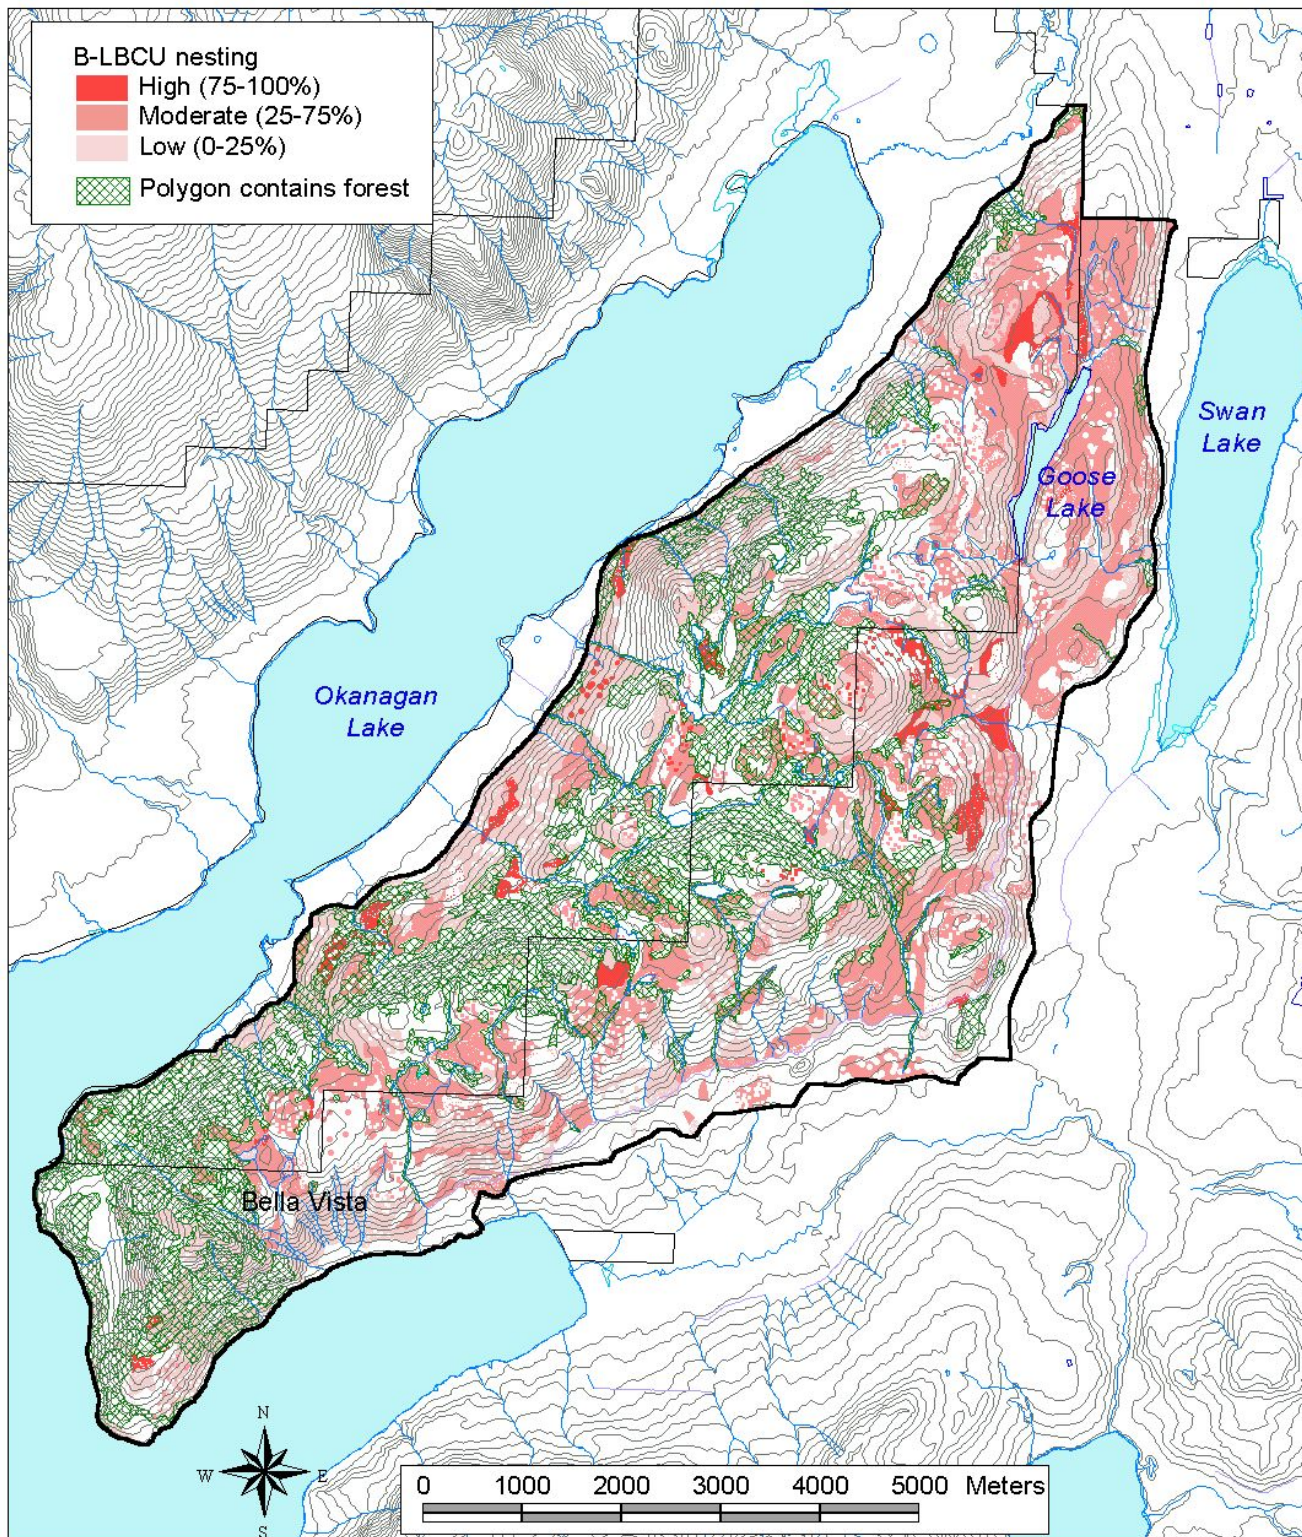 B-LBCU nesting
High (75-100%)
Moderate (25-75%)
Low (0-25%)
Polygon contains forest
Swan
Lake
Goose
Lake
Okanagan
Lake
Bella Vista
N
W E
S
0 1000 2000 3000 4000 5000 Meters